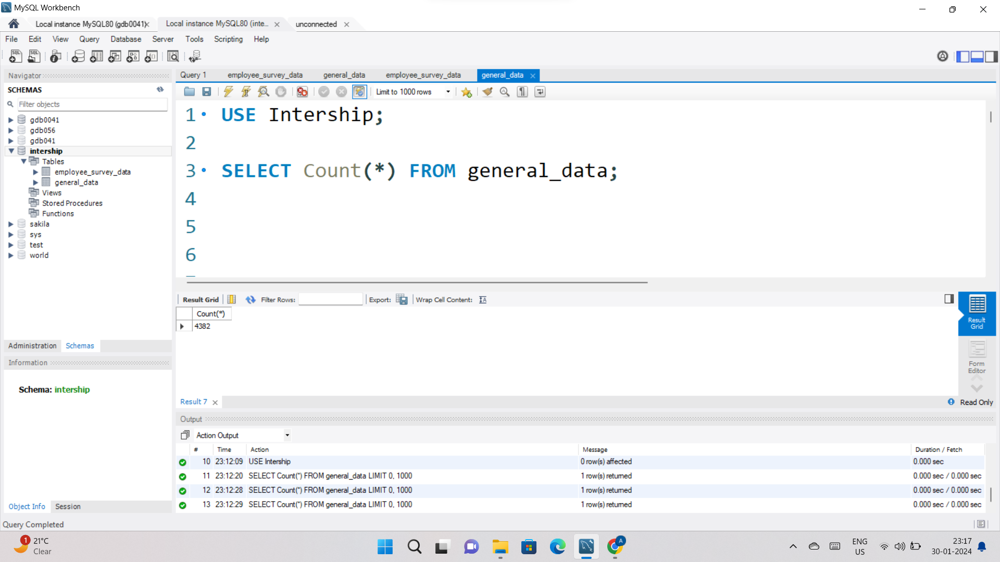 MySQL Workbench
Local instance MySQL80 (gdb0041)
Local instance MySQL80 (inte...
unconnected
File Edit View Query Database Server Tools Scripting Help
Navigator
SCHEMAS
Filter objects
gdb0041
gdb056
gdb041
intership
Tables
employee_survey_data
general_data
Views
Stored Procedures
Functions
sakila
sys
test
world
Administration Schemas
Information
Schema: intership
Object Info Session
Query 1 employee_survey_data general_data employee_survey_data general_data
Limit to 1000 rows
1 USE Intership;
2
3 SELECT Count(*) FROM general_data;
4
5
6
Result Grid Filter Rows: Export: Wrap Cell Content:
Count(*)
4382
Result Grid
Form Editor
Result 7
Read Only
Output
Action Output
# Time Action Message Duration / Fetch
10 23:12:09 USE Intership 0 row(s) affected 0.000 sec
11 23:12:20 SELECT Count(*) FROM general_data LIMIT 0, 1000 1 row(s) returned 0.000 sec / 0.000 sec
12 23:12:28 SELECT Count(*) FROM general_data LIMIT 0, 1000 1 row(s) returned 0.000 sec / 0.000 sec
13 23:12:29 SELECT Count(*) FROM general_data LIMIT 0, 1000 1 row(s) returned 0.000 sec / 0.000 sec
Query Completed
1
21°C
Clear
A
ENG
US
23:17
30-01-2024